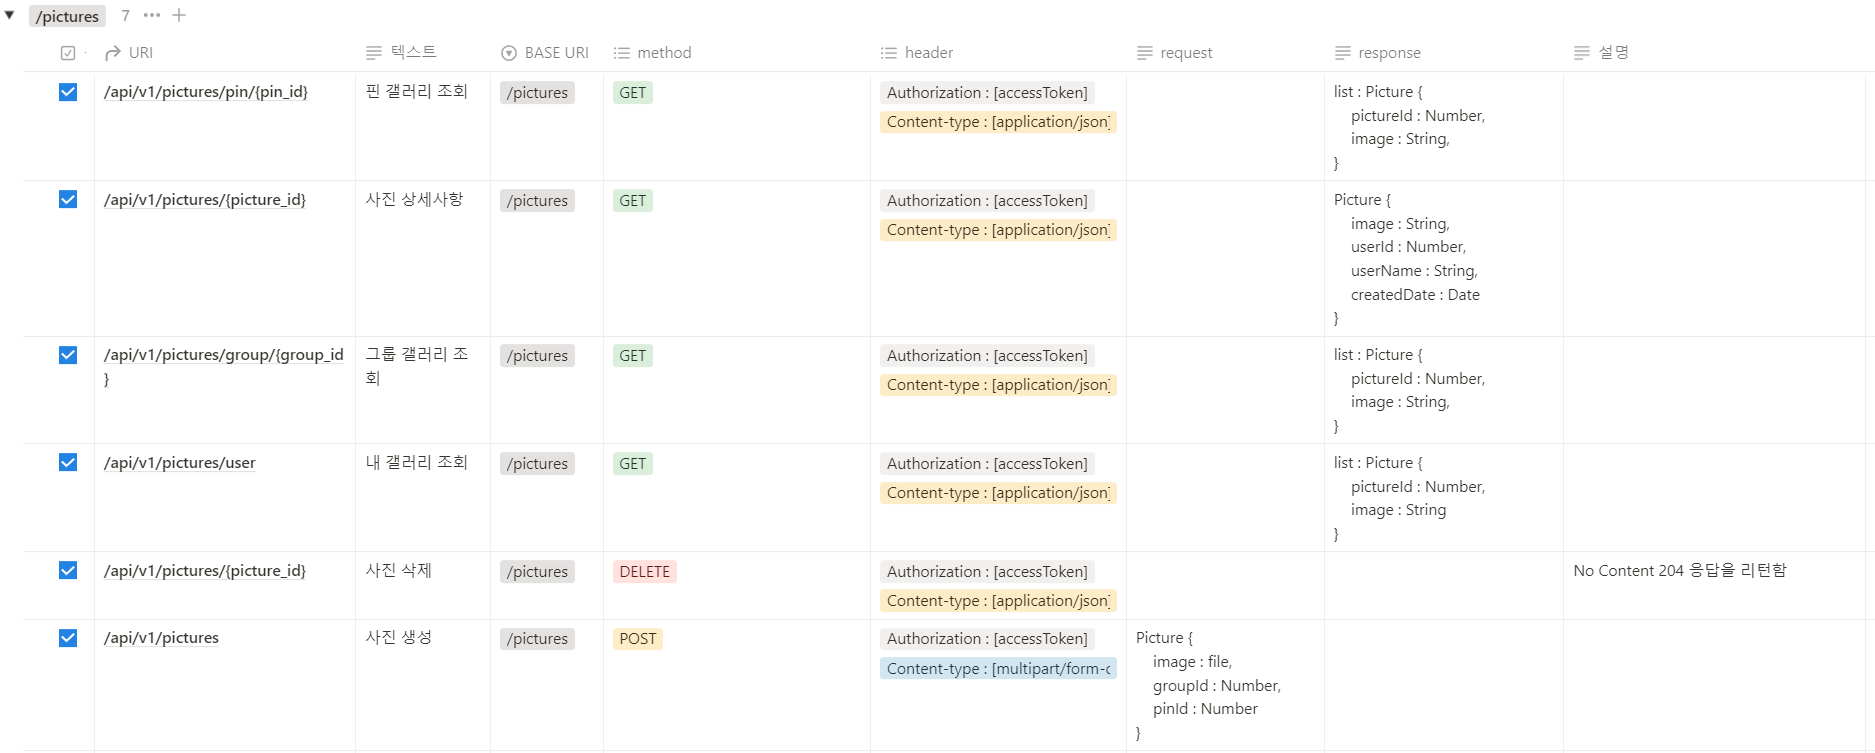 /pictures 7
URI 텍스트 BASE URI method header request response 설명
/api/v1/pictures/pin/{pin_id} 핀 갤러리 조회 /pictures GET Authorization : [accessToken] list : Picture {
Content-type : [application/json] pictureId : Number,
image : String,
}
/api/v1/pictures/{picture_id} 사진 상세사항 /pictures GET Authorization : [accessToken] Picture {
Content-type : [application/json] image : String,
userId : Number,
userName : String,
createdDate : Date
}
/api/v1/pictures/group/{group_id 그룹 갤러리 조 /pictures GET Authorization : [accessToken] list : Picture {
} 회 Content-type : [application/json] pictureId : Number,
image : String,
}
/api/v1/pictures/user 내 갤러리 조회 /pictures GET Authorization : [accessToken] list : Picture {
Content-type : [application/json] pictureId : Number,
image : String
}
/api/v1/pictures/{picture_id} 사진 삭제 /pictures DELETE Authorization : [accessToken] No Content 204 응답을 리턴함
Content-type : [application/json]
/api/v1/pictures 사진 생성 /pictures POST Authorization : [accessToken] Picture {
Content-type : [multipart/form- image : file,
groupId : Number,
pinId : Number
}